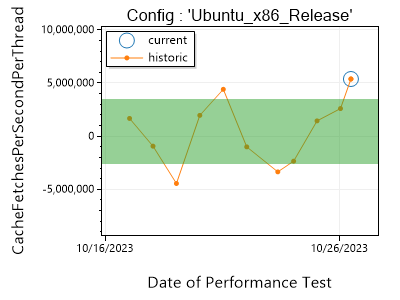 Config : 'Ubuntu_x86_Release'
current
historic
CacheFetchesPerSecondPerThread
10,000,000
5,000,000
0
-5,000,000
10/16/2023
10/26/2023
Date of Performance Test